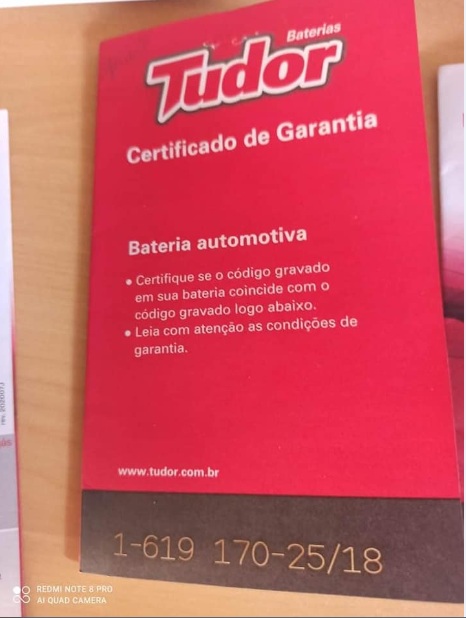 Baterias
Tudor
Certificado de Garantia
Bateria automotiva
• Certifique se o código gravado
em sua bateria coincide com o
código gravado logo abaixo.
• Leia com atenção as condições de
garantia.
www.tudor.com.br
1-619 170-25/18
REDMI NOTE 8 PRO
AI QUAD CAMERA